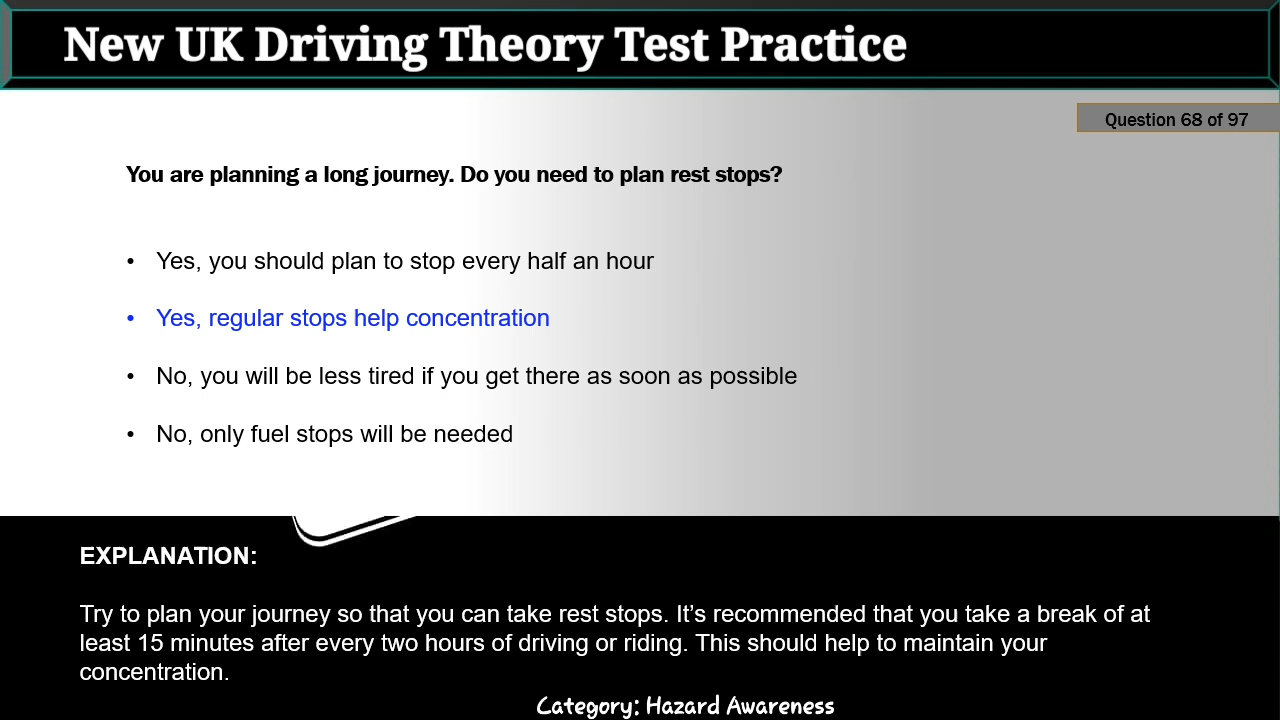 New UK Driving Theory Test Practice
Question 68 of 97
You are planning a long journey. Do you need to plan rest stops?
• Yes, you should plan to stop every half an hour
• Yes, regular stops help concentration
• No, you will be less tired if you get there as soon as possible
• No, only fuel stops will be needed
EXPLANATION:
Try to plan your journey so that you can take rest stops. It’s recommended that you take a break of at
least 15 minutes after every two hours of driving or riding. This should help to maintain your
concentration.
Category: Hazard Awareness